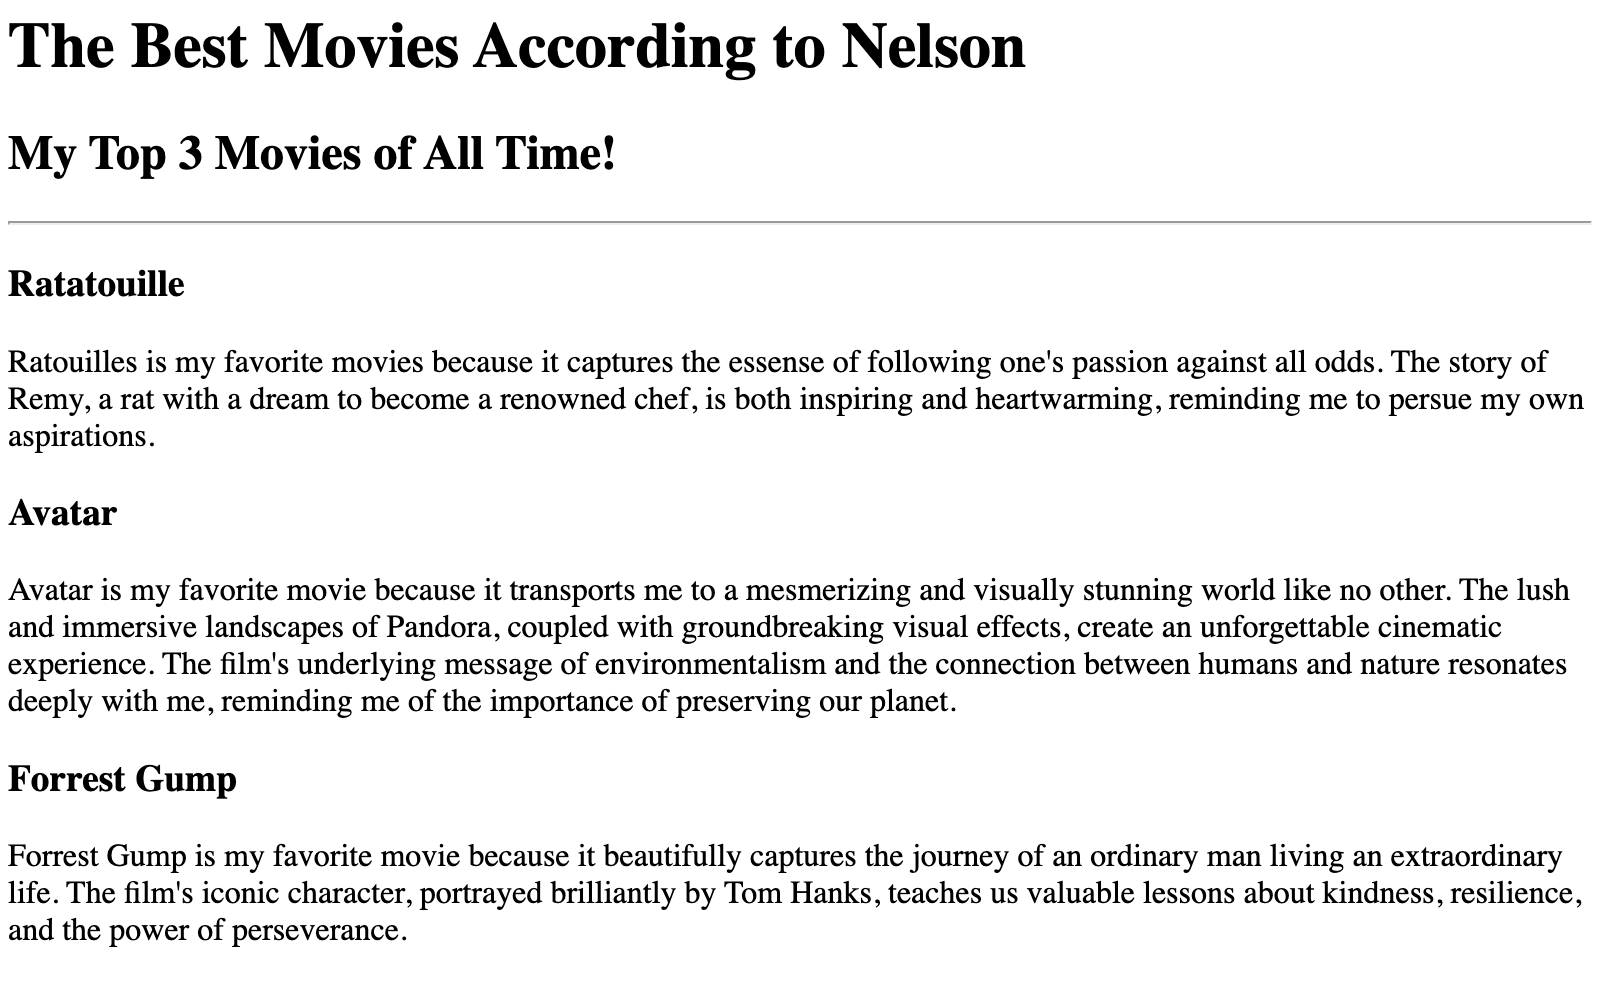 The Best Movies According to Nelson
My Top 3 Movies of All Time!
Ratatouille
Ratouilles is my favorite movies because it captures the essense of following one's passion against all odds. The story of
Remy, a rat with a dream to become a renowned chef, is both inspiring and heartwarming, reminding me to persue my own
aspirations.
Avatar
Avatar is my favorite movie because it transports me to a mesmerizing and visually stunning world like no other. The lush
and immersive landscapes of Pandora, coupled with groundbreaking visual effects, create an unforgettable cinematic
experience. The film's underlying message of environmentalism and the connection between humans and nature resonates
deeply with me, reminding me of the importance of preserving our planet.
Forrest Gump
Forrest Gump is my favorite movie because it beautifully captures the journey of an ordinary man living an extraordinary
life. The film's iconic character, portrayed brilliantly by Tom Hanks, teaches us valuable lessons about kindness, resilience,
and the power of perseverance.